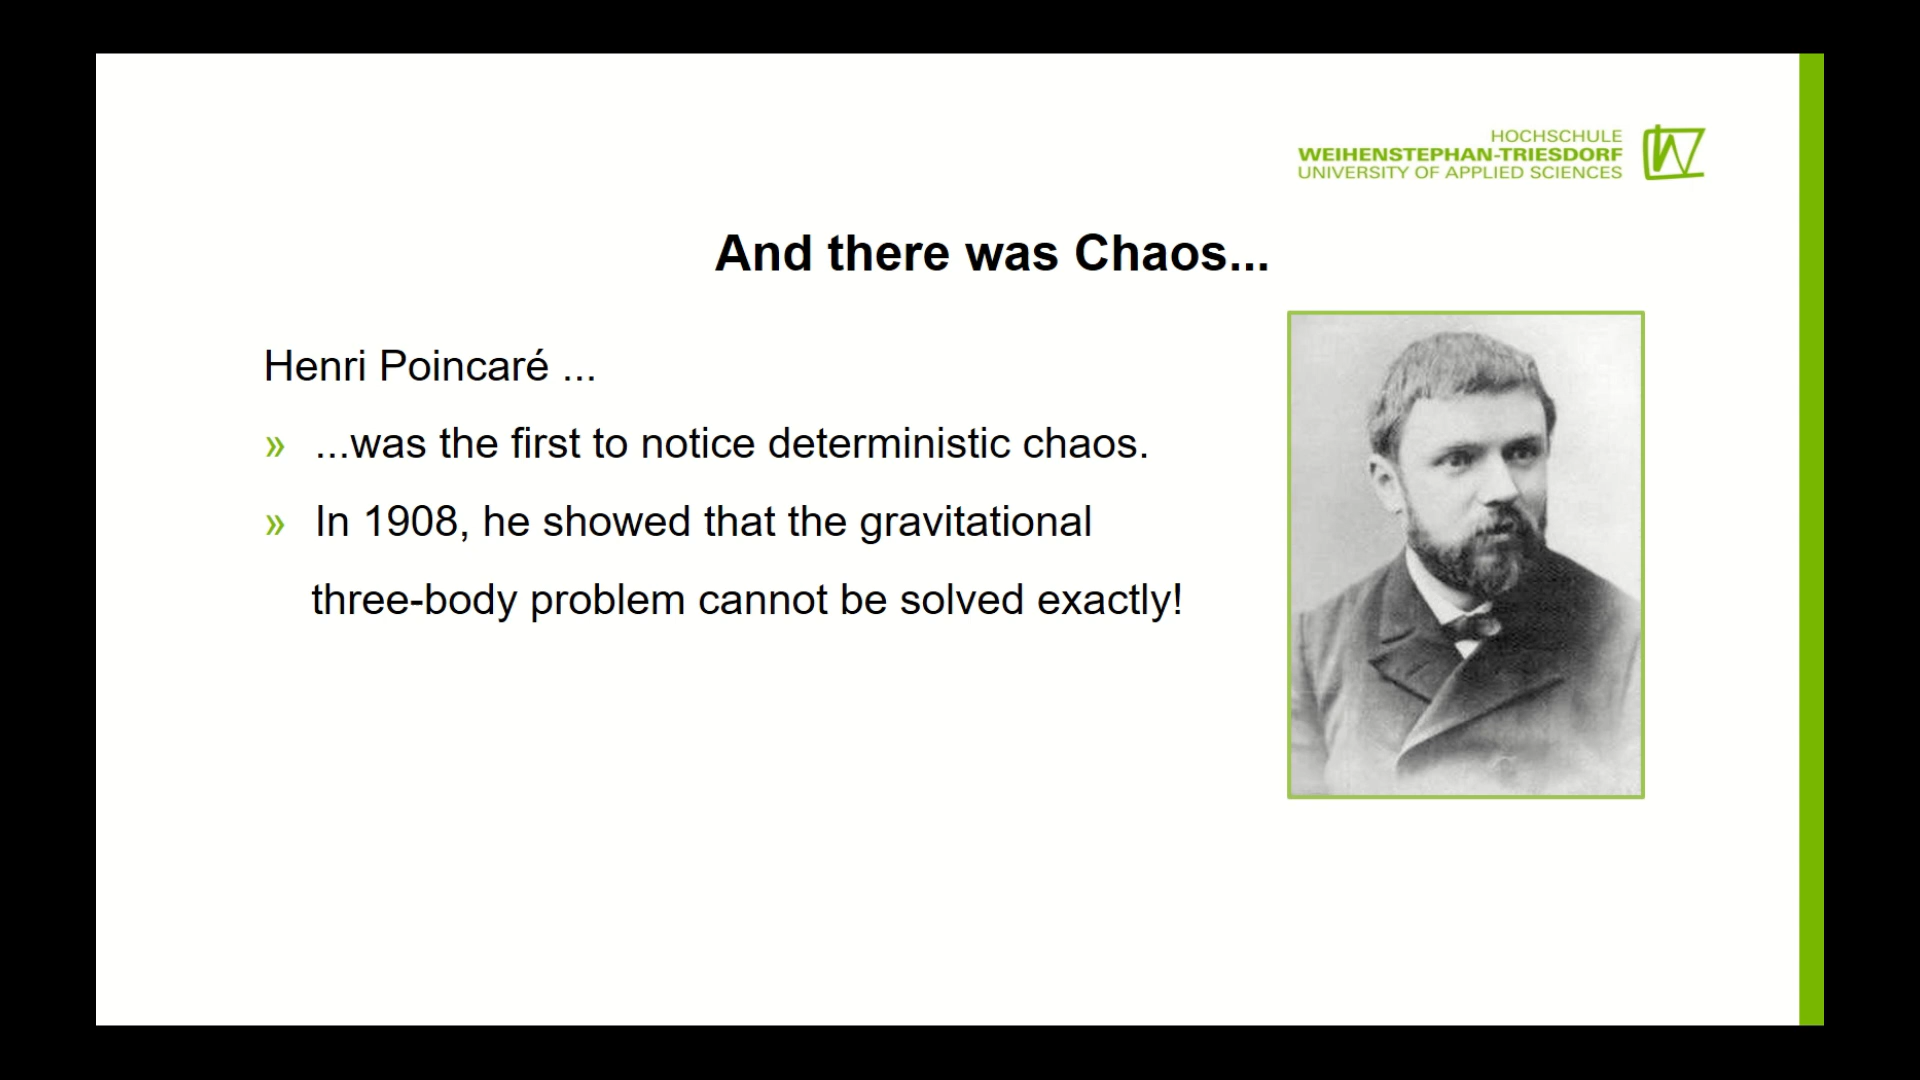 HOCHSCHULE
WEIHENSTEPHAN-TRIESDORF
UNIVERSITY OF APPLIED SCIENCES
And there was Chaos...
Henri Poincaré ...
» ...was the first to notice deterministic chaos.
» In 1908, he showed that the gravitational
three-body problem cannot be solved exactly!